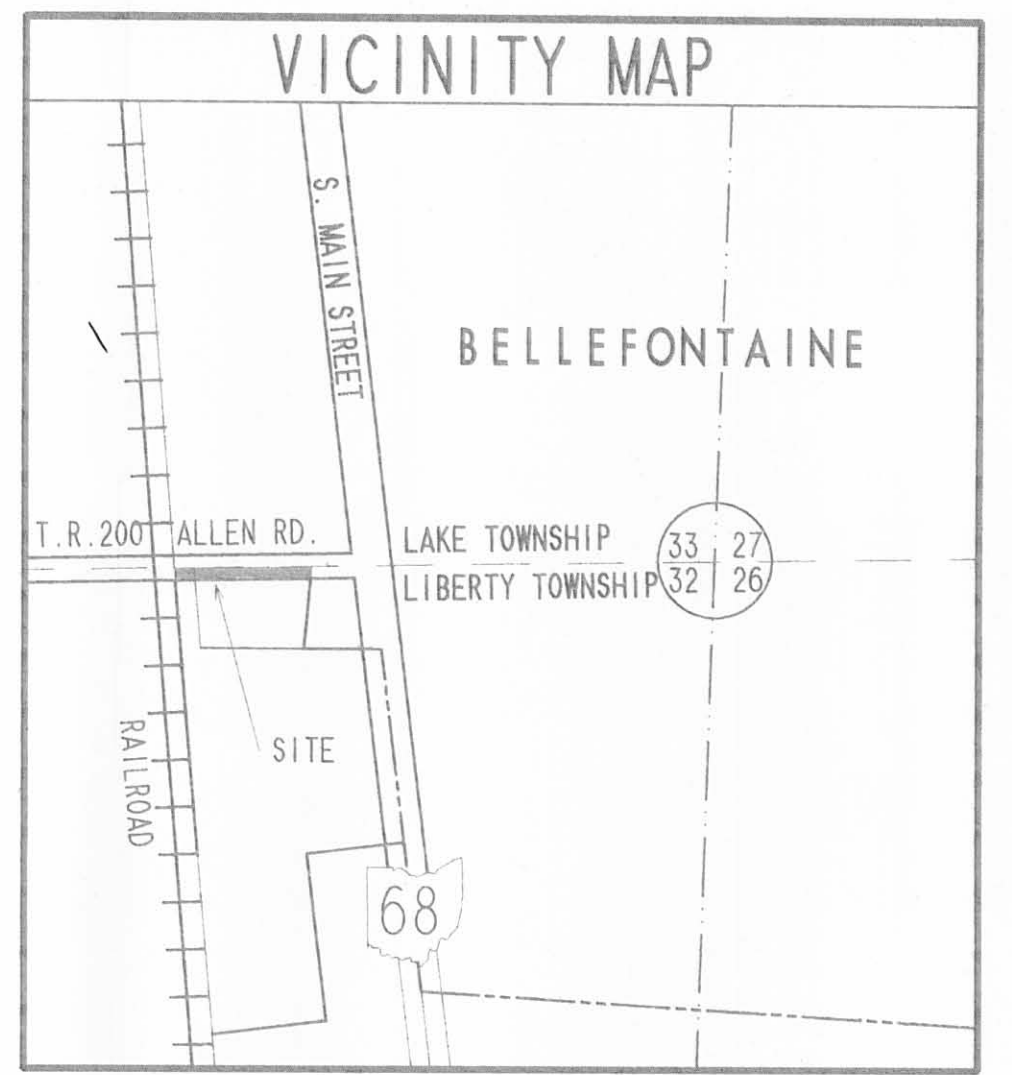 VICINITY MAP
S. MAIN STREET
BELLEFONTAINE
T.R.200 ALLEN RD.
LAKE TOWNSHIP
33 27
LIBERTY TOWNSHIP
32 26
SITE
RAILROAD
68